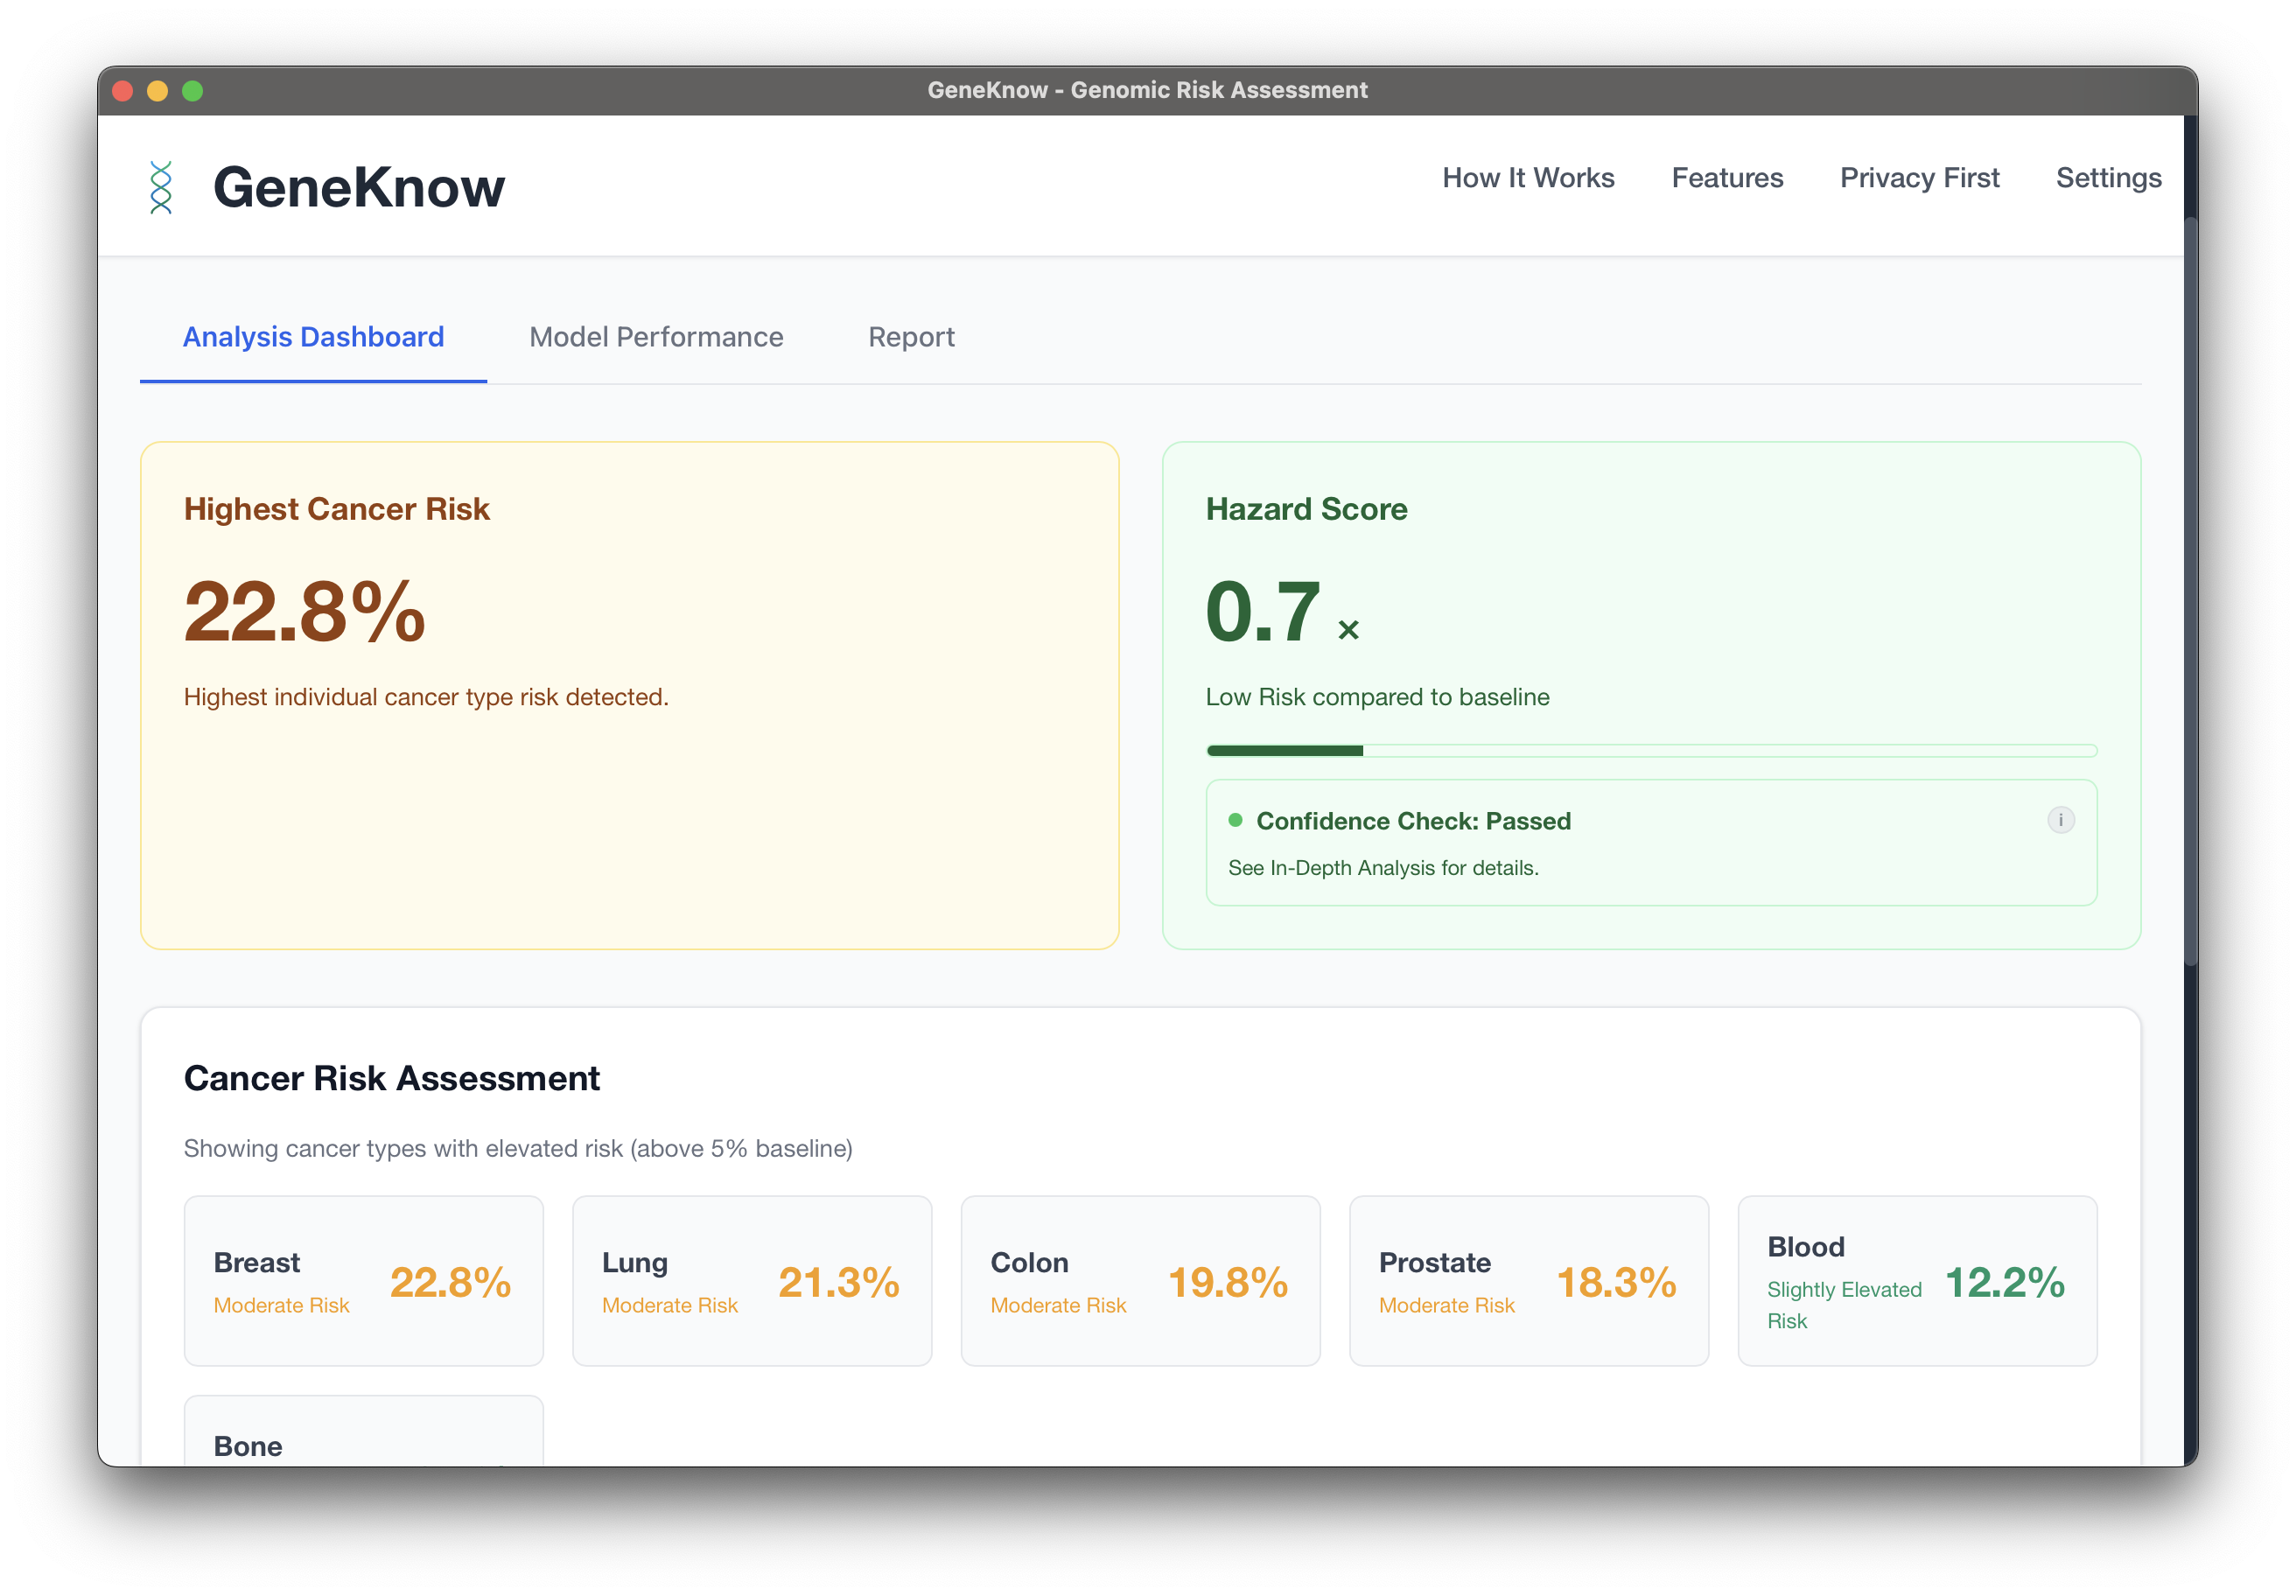 GeneKnow - Genomic Risk Assessment
GeneKnow
How It Works
Features
Privacy First
Settings
Analysis Dashboard
Model Performance
Report
Highest Cancer Risk
22.8%
Highest individual cancer type risk detected.
Hazard Score
0.7 ×
Low Risk compared to baseline
Confidence Check: Passed
i
See In-Depth Analysis for details.
Cancer Risk Assessment
Showing cancer types with elevated risk (above 5% baseline)
Breast
Moderate Risk
22.8%
Lung
Moderate Risk
21.3%
Colon
Moderate Risk
19.8%
Prostate
Moderate Risk
18.3%
Blood
Slightly Elevated
Risk
12.2%
Bone